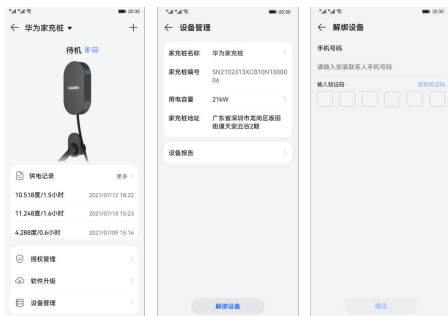 20:30
华为家充桩
待机
HUAWEI
供电记录
更多
10.518度/1.5小时
2021/07/12 18:22
11.248度/1.6小时
2021/07/10 15:23
4.288度/0.6小时
2021/07/09 15:14
授权管理
软件升级
设备管理
20:30
设备管理
家充桩名称
华为家充桩
家充桩编号
SN2102313XCB10N10000
06
用电容量
21kW
家充桩地址
广东省深圳市龙岗区坂田
街道天安云谷2期
设备报告
解绑设备
20:30
解绑设备
手机号码
请输入安装联系人手机号码
输入验证码
获取验证码
确定